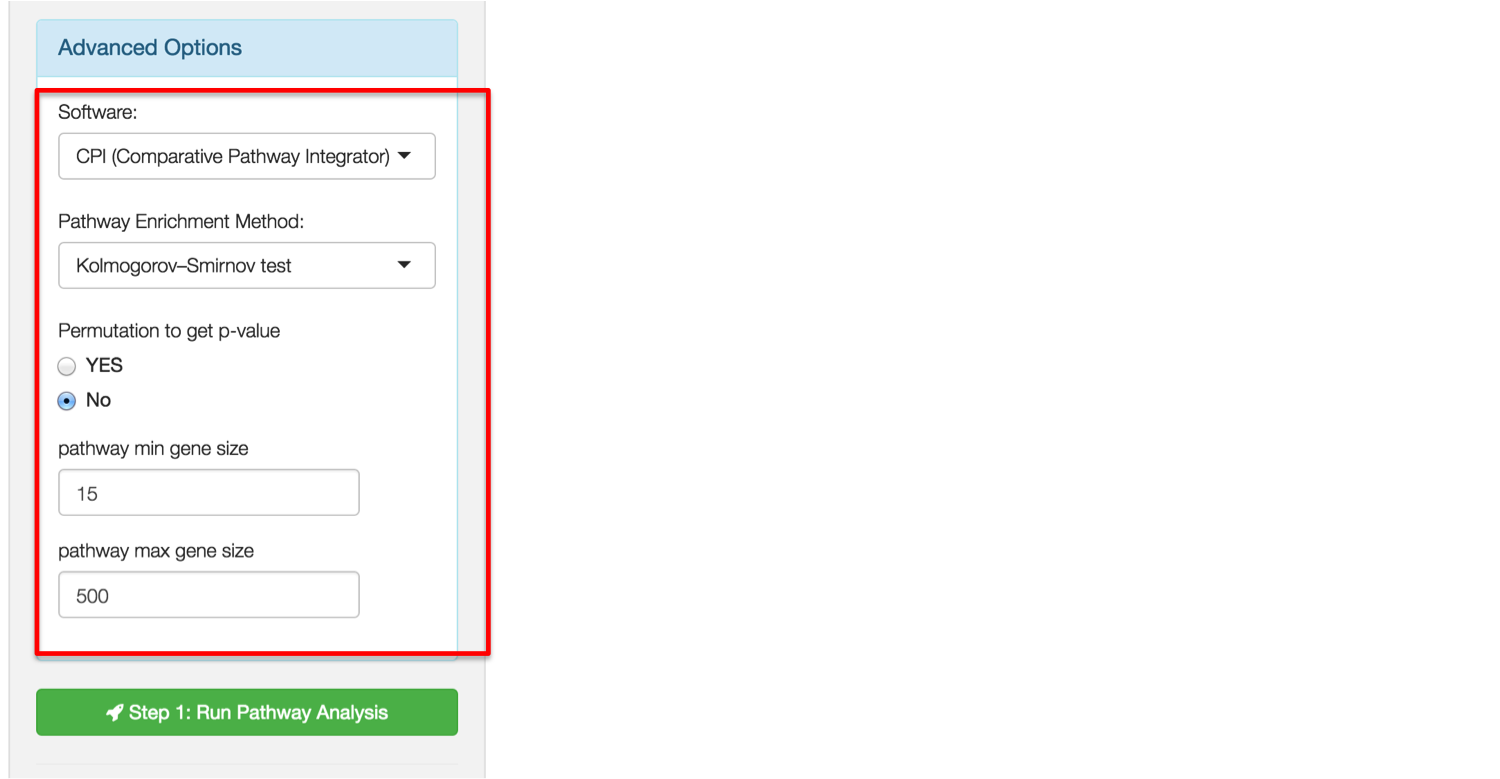 Advanced Options
Software:
CPI (Comparative Pathway Integrator)
Pathway Enrichment Method:
Kolmogorov–Smirnov test
Permutation to get p-value
YES
No
pathway min gene size
15
pathway max gene size
500
Step 1: Run Pathway Analysis